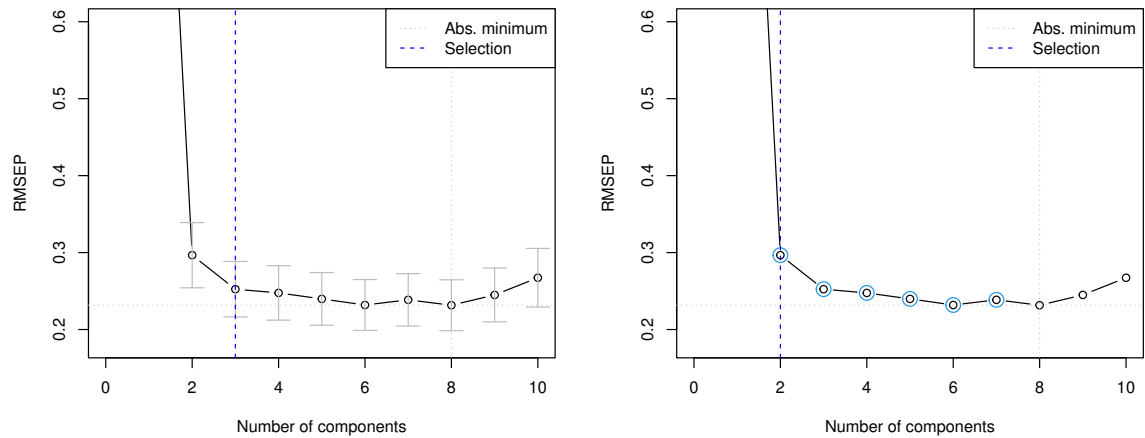 0.6
0.5
0.4
0.3
0.2
RMSEP
0 2 4 6 8 10
Number of components
Abs. minimum
Selection
0.6
0.5
0.4
0.3
0.2
RMSEP
0 2 4 6 8 10
Number of components
Abs. minimum
Selection